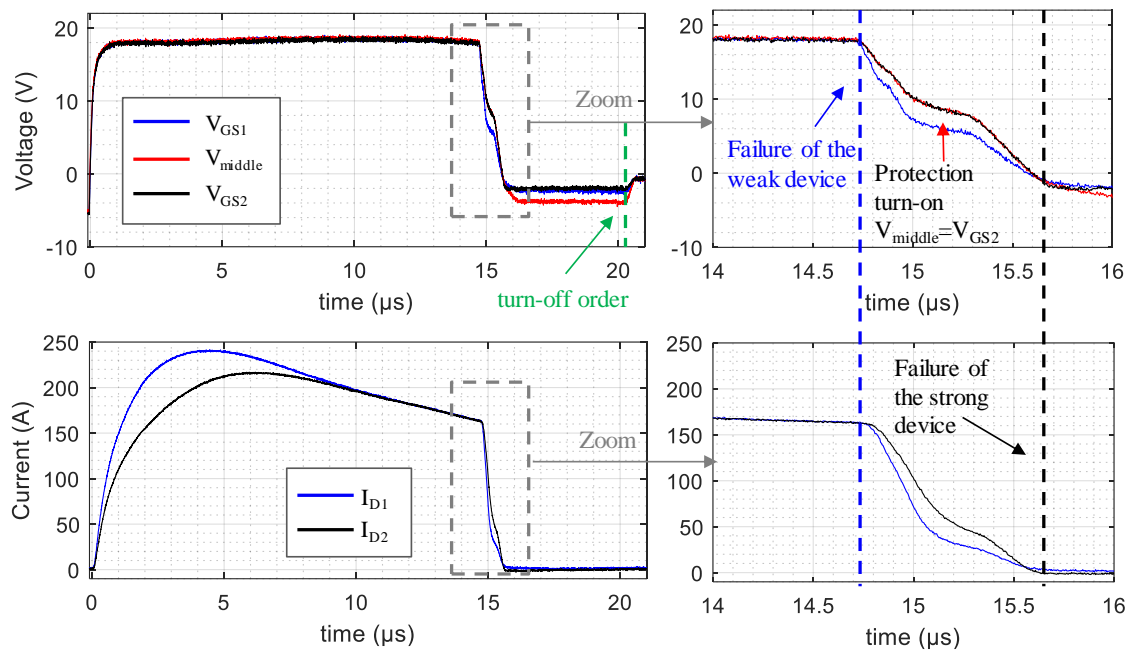 20
10
0
-10
Voltage (V)
V_GS1
V_middle
V_GS2
0
5
10
15
20
time (μs)
turn-off order
Zoom
20
10
0
-10
Failure of the
weak device
Protection
turn-on
V_middle=V_GS2
14
14.5
15
15.5
16
time (μs)
250
200
150
100
50
0
Current (A)
I_D1
I_D2
0
5
10
15
20
time (μs)
Zoom
250
200
150
100
50
0
Failure of
the strong
device
14
14.5
15
15.5
16
time (μs)